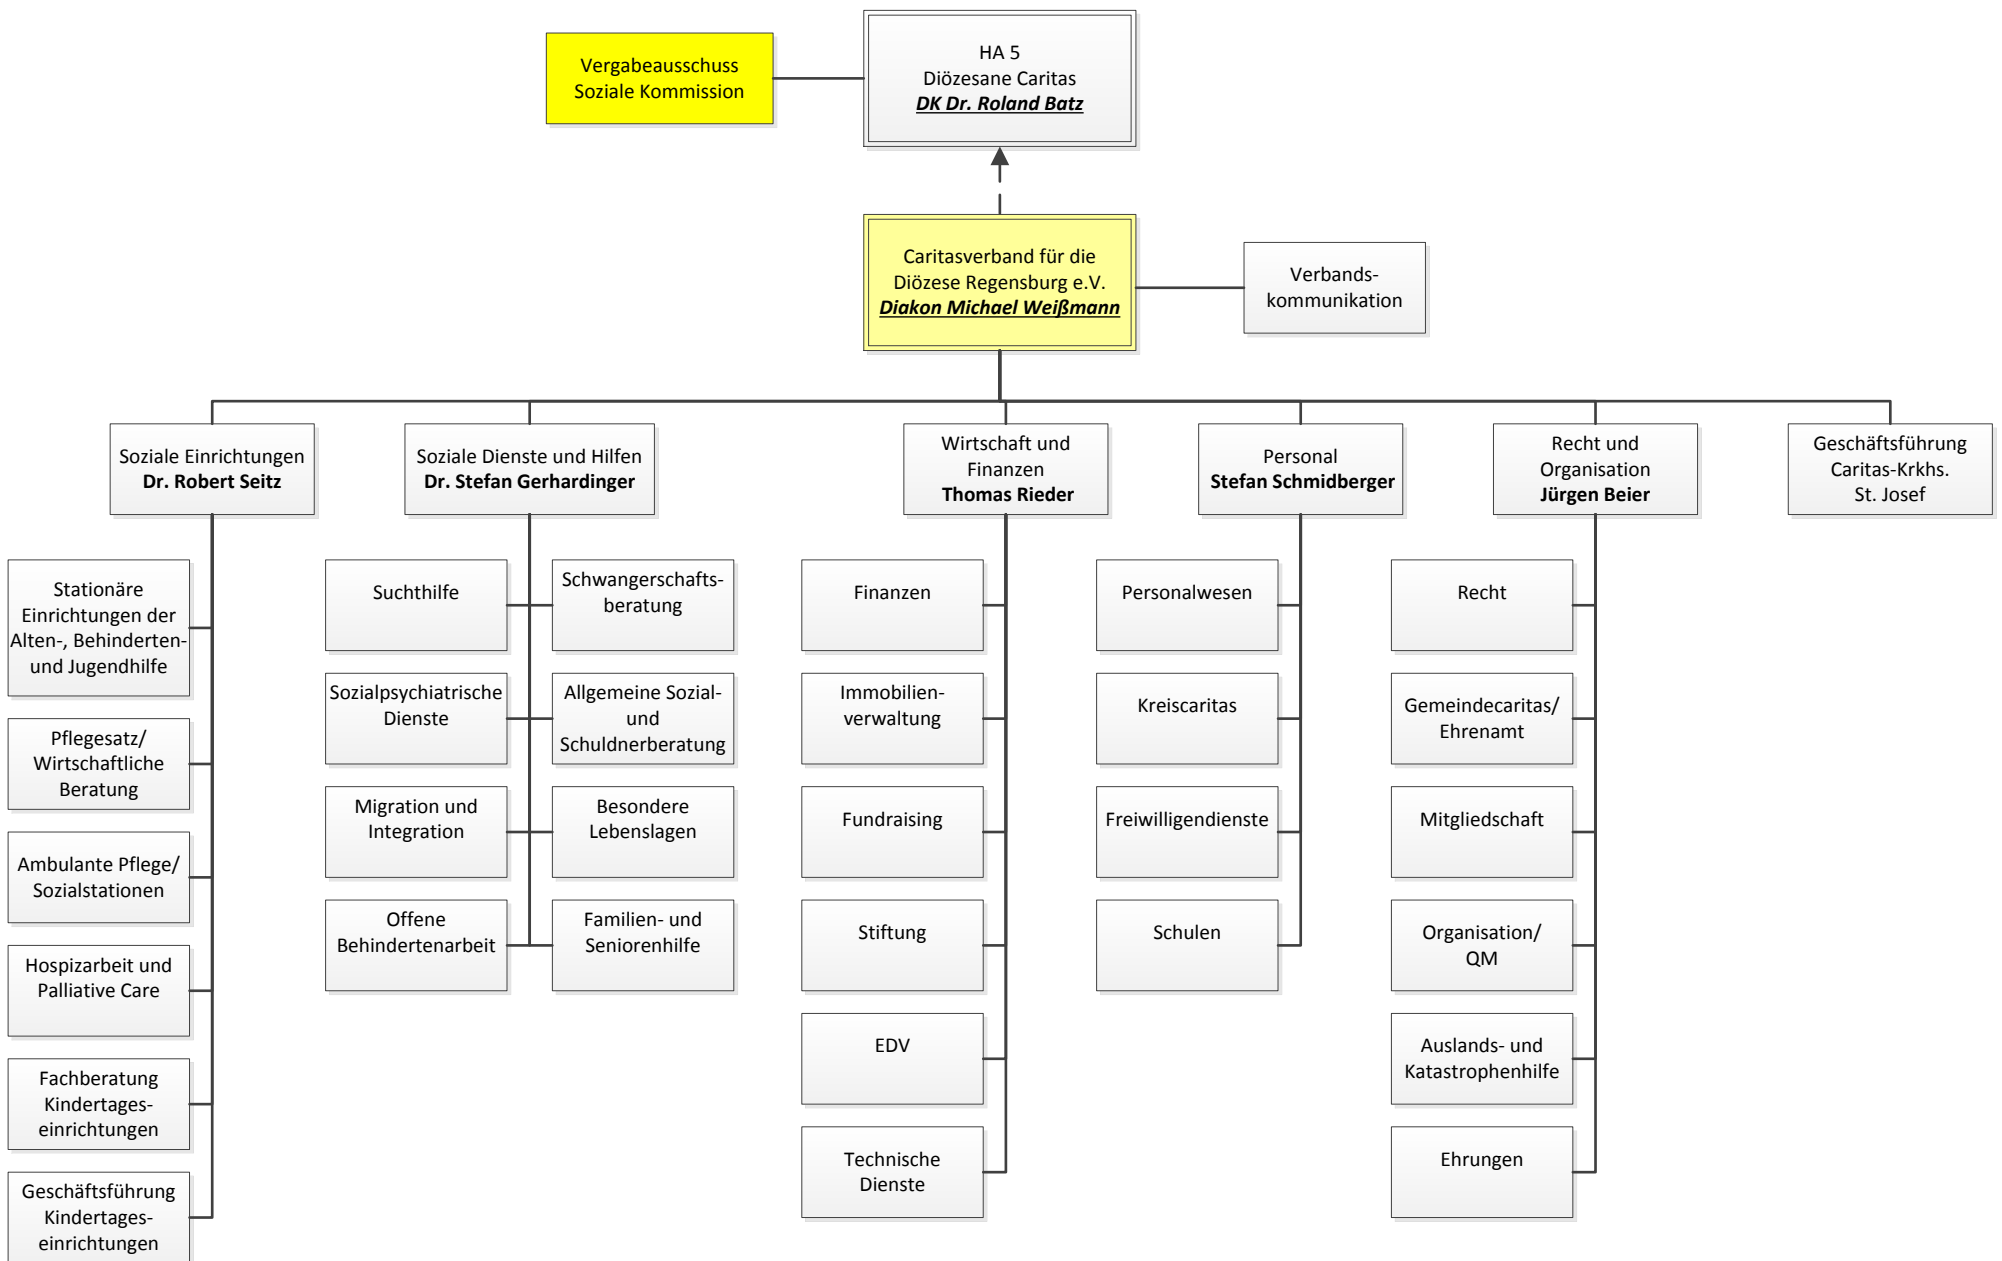 Vergabeausschuss
Soziale Kommission
HA 5
Diözesane Caritas
DK Dr. Roland Batz
Caritasverband für die
Diözese Regensburg e.V.
Diakon Michael Weißmann
Verbands-
kommunikation
Soziale Einrichtungen
Dr. Robert Seitz
Soziale Dienste und Hilfen
Dr. Stefan Gerhardinger
Wirtschaft und
Finanzen
Thomas Rieder
Personal
Stefan Schmidberger
Recht und
Organisation
Jürgen Beier
Geschäftsführung
Caritas-Krkhs.
St. Josef
Stationäre
Einrichtungen der
Alten-, Behinderten-
und Jugendhilfe
Pflegesatz/
Wirtschaftliche
Beratung
Ambulante Pflege/
Sozialstationen
Hospizarbeit und
Palliative Care
Fachberatung
Kindertages-
einrichtungen
Geschäftsführung
Kindertages-
einrichtungen
Suchthilfe
Schwangerschafts-
beratung
Sozialpsychiatrische
Dienste
Allgemeine Sozial-
und
Schuldnerberatung
Migration und
Integration
Besondere
Lebenslagen
Offene
Behindertenarbeit
Familien- und
Seniorenhilfe
Finanzen
Immobilien-
verwaltung
Fundraising
Stiftung
EDV
Technische
Dienste
Personalwesen
Kreiscaritas
Freiwilligendienste
Schulen
Recht
Gemeindecaritas/
Ehrenamt
Mitgliedschaft
Organisation/
QM
Auslands- und
Katastrophenhilfe
Ehrungen